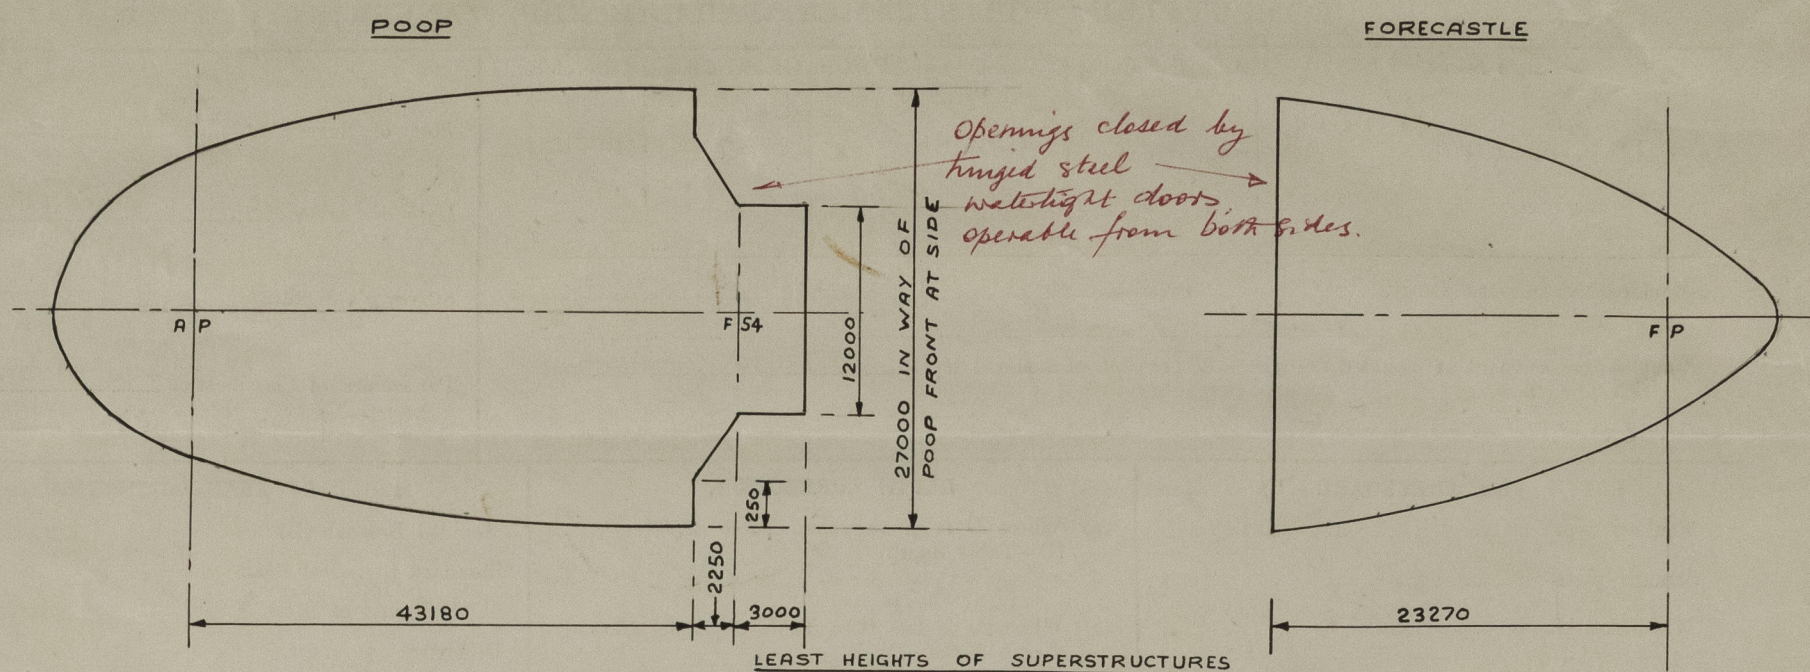 POOP
FORECASTLE
Openings closed by
hinged steel
watertight doors
operable from both sides.
A P
F 54
12000
27000 IN WAY OF
POOP FRONT AT SIDE
F P
250
2250
43180
3000
23270
LEAST HEIGHTS OF SUPERSTRUCTURES